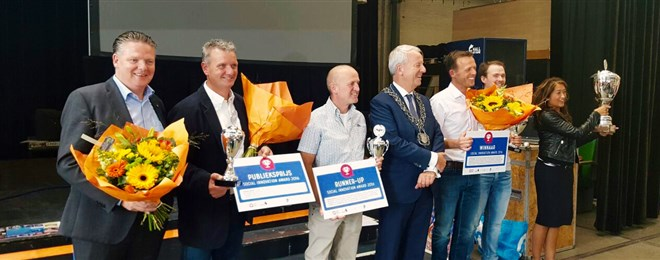 PUBLIEKSPRIJS
SOCIAL INNOVATION AWARD 2016
RUNNER-UP
SOCIAL INNOVATION AWARD 2016
WINNAAR
SOCIAL INNOVATION AWARD 2016